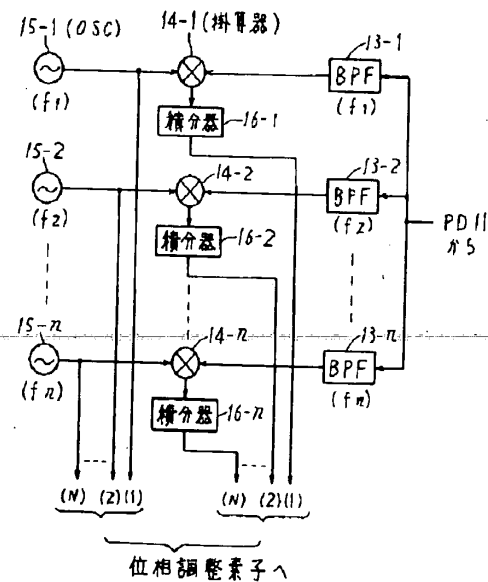 15-1(OSC)
14-1(掛算器)
13-1
BPF
(f1)
(f1)
積分器
16-1
15-2
14-2
13-2
BPF
(f2)
(f2)
積分器
16-2
PD11
から
15-n
14-n
13-n
BPF
(fn)
(fn)
積分器
16-n
(N) (2)(1)
(N) (2)(1)
位相調整素子へ